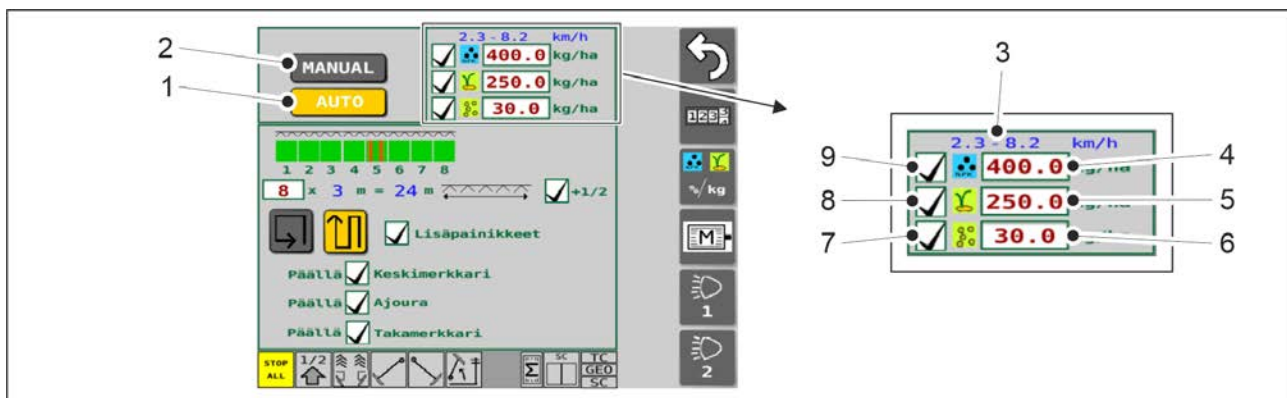 2
1
MANUAL
AUTO
2.3 - 8.2 km/h
400.0 kg/ha
250.0 kg/ha
30.0 kg/ha
1 2 3 4 5 6 7 8
8 x 3 m = 24 m +1/2
Lisäpainikkeet
Päällä Keskimerkkari
Päällä Ajoura
Päällä Takamerkkari
STOP ALL
1/2
Σ
SC
TC
GEO
SC
%/kg
M
1
2
3
2.3 - 8.2 km/h
9 400.0 4
8 250.0 5
7 30.0 6